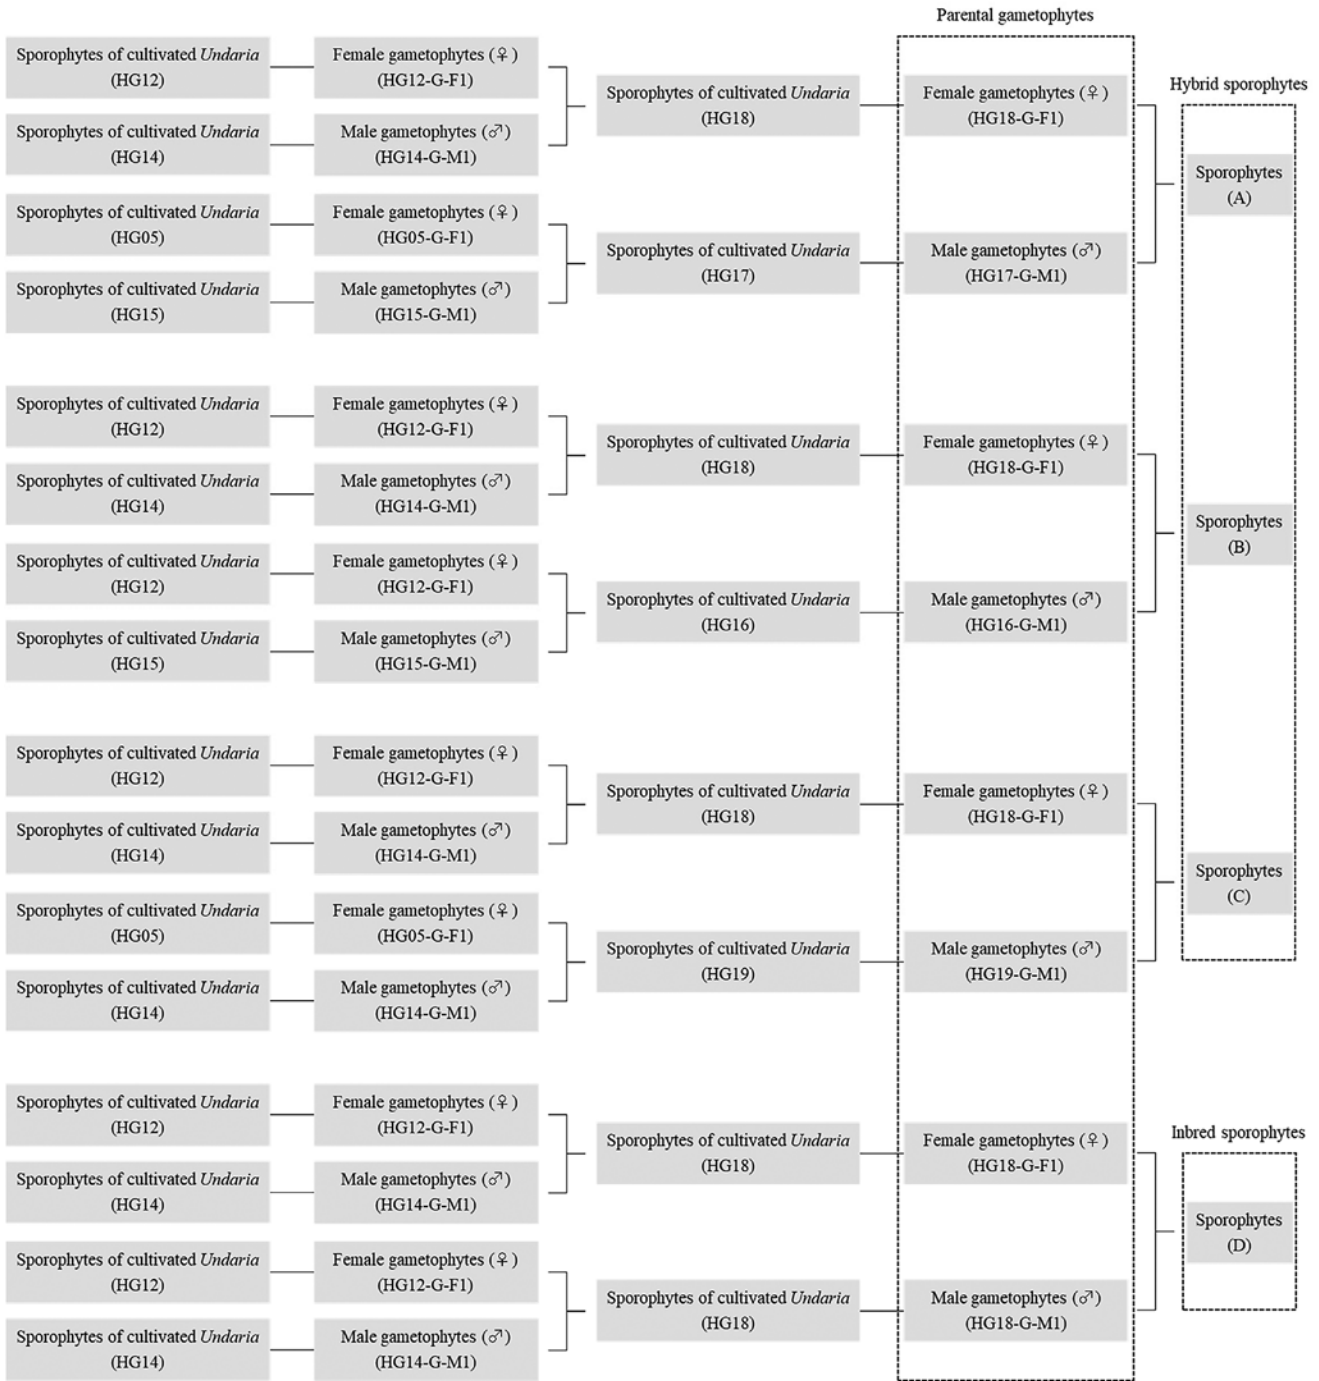 Parental gametophytes
Hybrid sporophytes
Sporophytes of cultivated Undaria
(HG12)
Female gametophytes (♀)
(HG12-G-F1)
Sporophytes of cultivated Undaria
(HG14)
Male gametophytes (♂)
(HG14-G-M1)
Sporophytes of cultivated Undaria
(HG18)
Female gametophytes (♀)
(HG18-G-F1)
Sporophytes of cultivated Undaria
(HG05)
Female gametophytes (♀)
(HG05-G-F1)
Sporophytes of cultivated Undaria
(HG15)
Male gametophytes (♂)
(HG15-G-M1)
Sporophytes of cultivated Undaria
(HG17)
Male gametophytes (♂)
(HG17-G-M1)
Sporophytes
(A)
Sporophytes of cultivated Undaria
(HG12)
Female gametophytes (♀)
(HG12-G-F1)
Sporophytes of cultivated Undaria
(HG14)
Male gametophytes (♂)
(HG14-G-M1)
Sporophytes of cultivated Undaria
(HG18)
Female gametophytes (♀)
(HG18-G-F1)
Sporophytes of cultivated Undaria
(HG12)
Female gametophytes (♀)
(HG12-G-F1)
Sporophytes of cultivated Undaria
(HG15)
Male gametophytes (♂)
(HG15-G-M1)
Sporophytes of cultivated Undaria
(HG16)
Male gametophytes (♂)
(HG16-G-M1)
Sporophytes
(B)
Sporophytes of cultivated Undaria
(HG12)
Female gametophytes (♀)
(HG12-G-F1)
Sporophytes of cultivated Undaria
(HG14)
Male gametophytes (♂)
(HG14-G-M1)
Sporophytes of cultivated Undaria
(HG18)
Female gametophytes (♀)
(HG18-G-F1)
Sporophytes of cultivated Undaria
(HG05)
Female gametophytes (♀)
(HG05-G-F1)
Sporophytes of cultivated Undaria
(HG14)
Male gametophytes (♂)
(HG14-G-M1)
Sporophytes of cultivated Undaria
(HG19)
Male gametophytes (♂)
(HG19-G-M1)
Sporophytes
(C)
Inbred sporophytes
Sporophytes of cultivated Undaria
(HG12)
Female gametophytes (♀)
(HG12-G-F1)
Sporophytes of cultivated Undaria
(HG14)
Male gametophytes (♂)
(HG14-G-M1)
Sporophytes of cultivated Undaria
(HG18)
Female gametophytes (♀)
(HG18-G-F1)
Sporophytes of cultivated Undaria
(HG12)
Female gametophytes (♀)
(HG12-G-F1)
Sporophytes of cultivated Undaria
(HG14)
Male gametophytes (♂)
(HG14-G-M1)
Sporophytes of cultivated Undaria
(HG18)
Male gametophytes (♂)
(HG18-G-M1)
Sporophytes
(D)